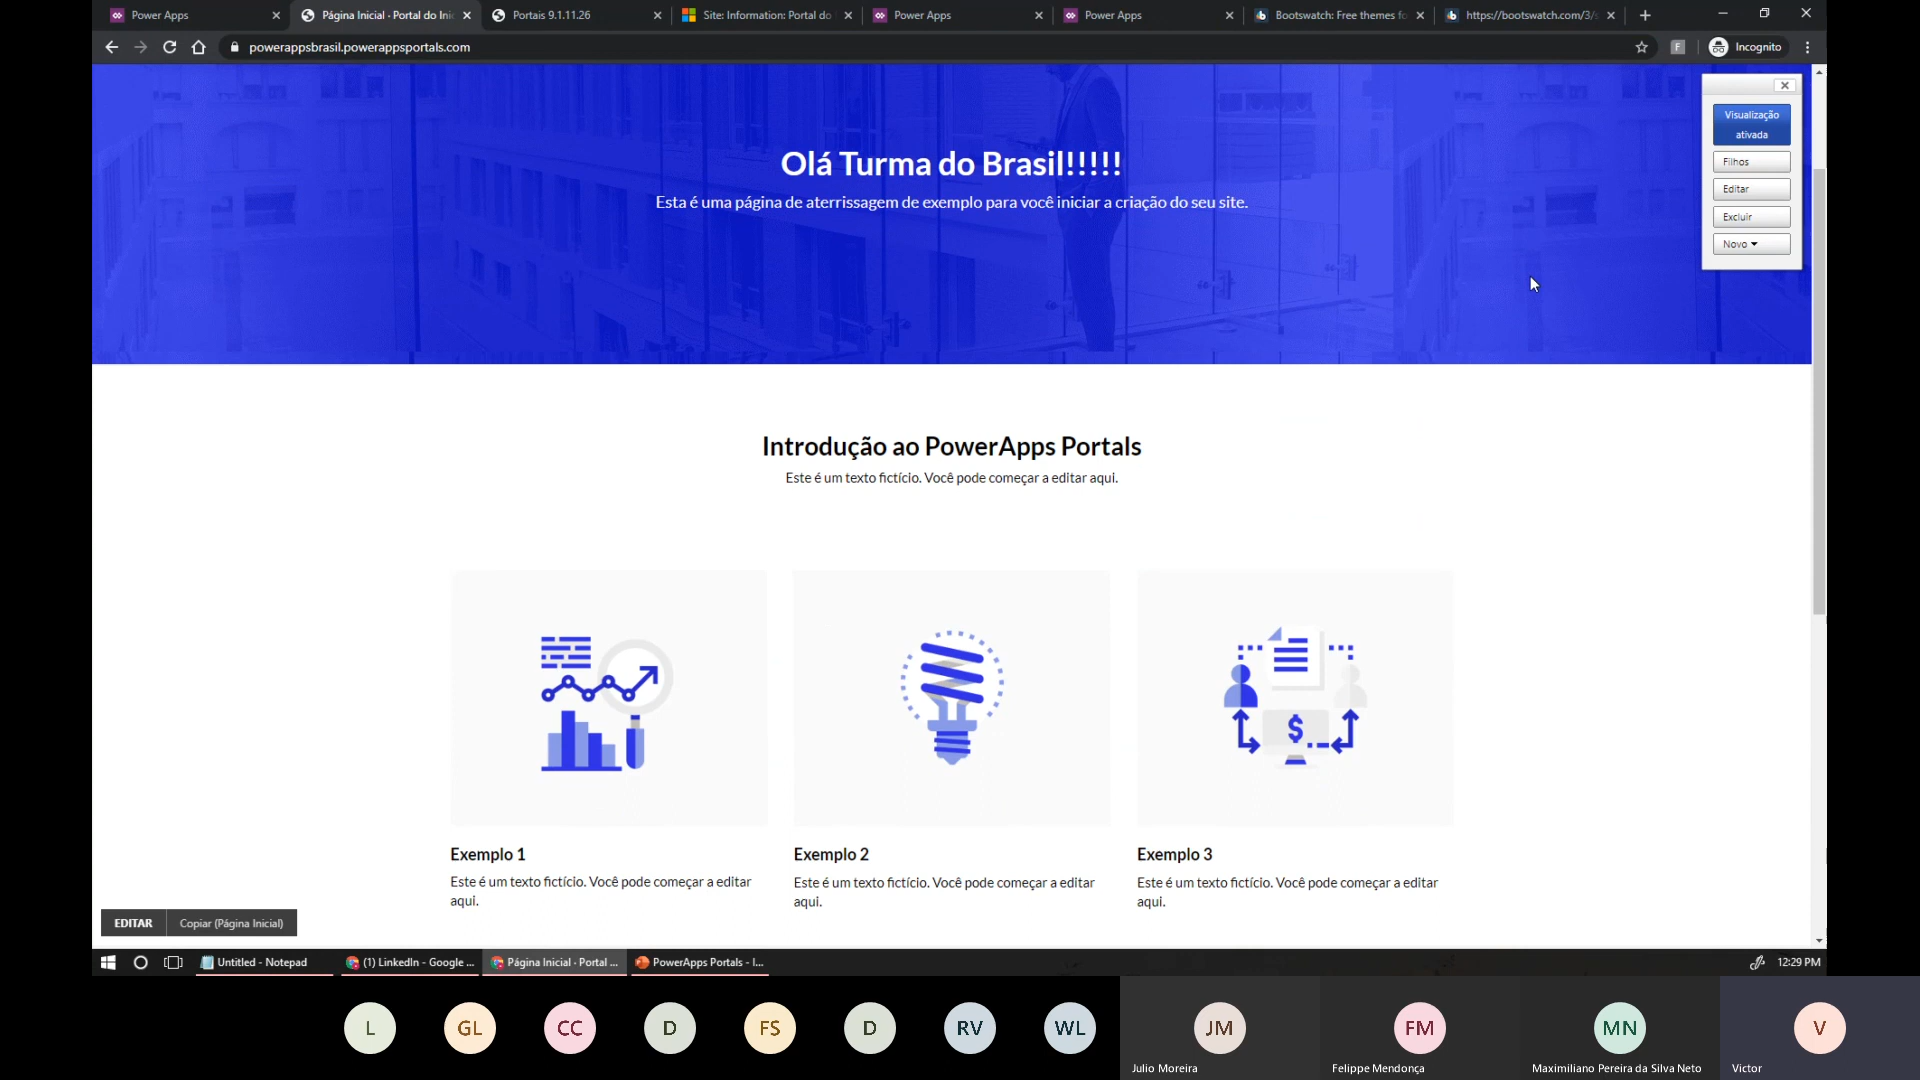 Power Apps
Página Inicial · Portal do Inic
Portais 9.1.11.26
Site: Information: Portal do
Power Apps
Power Apps
Bootswatch: Free themes fo
https://bootswatch.com/3/
powerappsbrasil.powerappsportals.com
F
Incognito
Visualização
ativada
Filhos
Editar
Excluir
Novo
Olá Turma do Brasil!!!!!
Esta é uma página de aterrissagem de exemplo para você iniciar a criação do seu site.
Introdução ao PowerApps Portals
Este é um texto fictício. Você pode começar a editar aqui.
$
Exemplo 1
Este é um texto fictício. Você pode começar a editar
aqui.
Exemplo 2
Este é um texto fictício. Você pode começar a editar
aqui.
Exemplo 3
Este é um texto fictício. Você pode começar a editar
aqui.
EDITAR
Copiar (Página Inicial)
Untitled - Notepad
(1) LinkedIn - Google ...
Página Inicial · Portal ...
PowerApps Portals - I...
12:29 PM
L
GL
CC
D
FS
D
RV
WL
JM
FM
MN
V
Julio Moreira
Felippe Mendonça
Maximiliano Pereira da Silva Neto
Victor